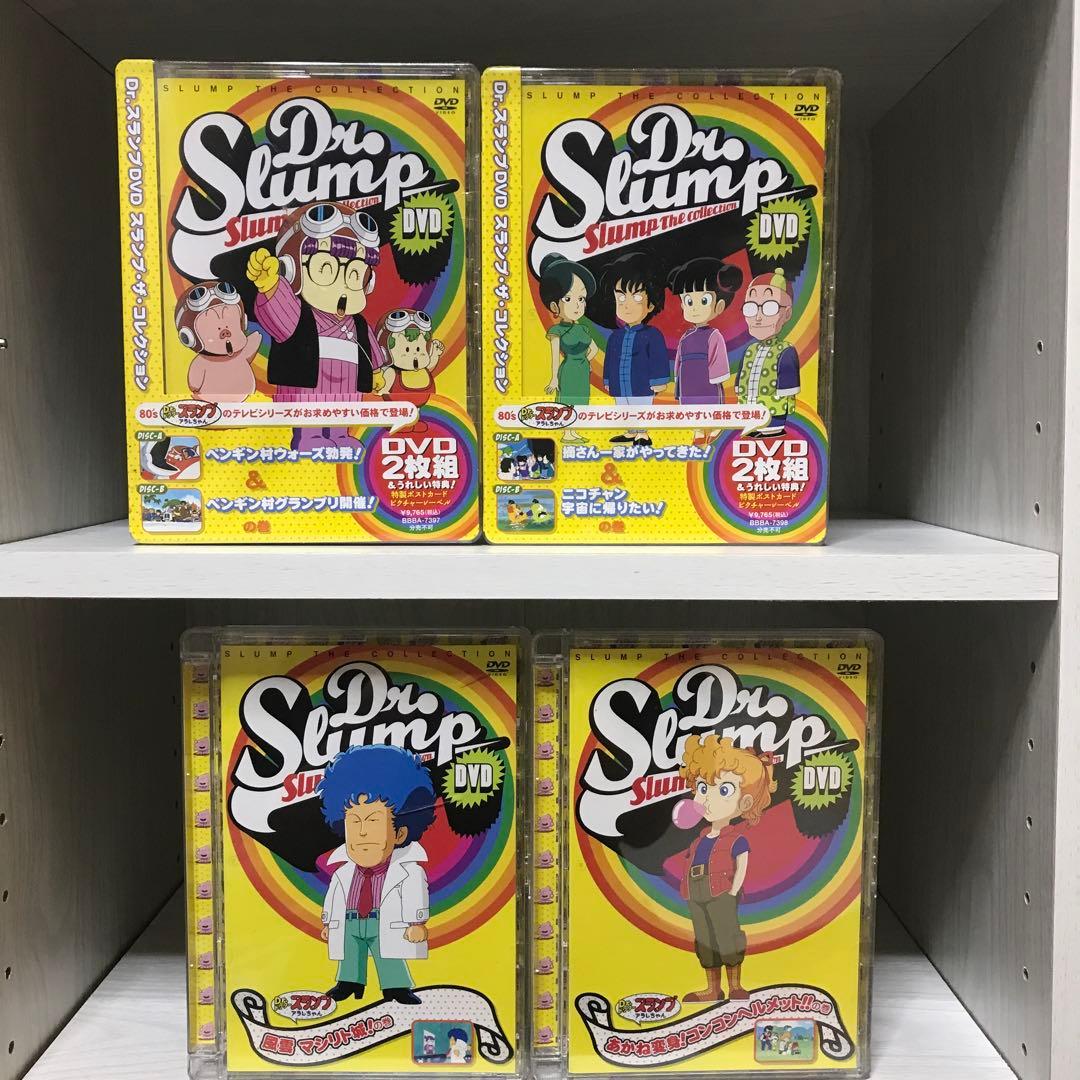 Dr.スランプDVD スランプ・ザ・コレクション
SLUMP THE COLLECTION
DVD
VIDEO
Dr.
Slump
Slump The collection
DVD
80's Dr.スランプ アラレちゃん のテレビシリーズがお求めやすい価格で登場!
DISC-A
ペンギン村ウォーズ勃発!
&
DISC-B
ペンギン村グランプリ開催!
の巻
DVD
2枚組
&うれしい特典!
特製ポストカード
ピクチャーレーベル
¥9,765(税込)
BBBA-7397
分売不可
Dr.スランプDVD スランプ・ザ・コレクション
SLUMP THE COLLECTION
DVD
VIDEO
Dr.
Slump
Slump The collection
DVD
80's Dr.スランプ アラレちゃん のテレビシリーズがお求めやすい価格で登場!
DISC-A
摘さん一家がやってきた!
&
DISC-B
ニコチャン
宇宙に帰りたい!
の巻
DVD
2枚組
&うれしい特典!
特製ポストカード
ピクチャーレーベル
¥9,765(税込)
BBBA-7398
分売不可
SLUMP THE COLLECTION
DVD
VIDEO
Dr.
Slump
DVD
Dr.スランプ
アラレちゃん
風雲 マシリト城!の巻
SLUMP THE COLLECTION
DVD
VIDEO
Dr.
Slump
DVD
Dr.スランプ
アラレちゃん
あかね変身!コンコンヘルメット!!の巻